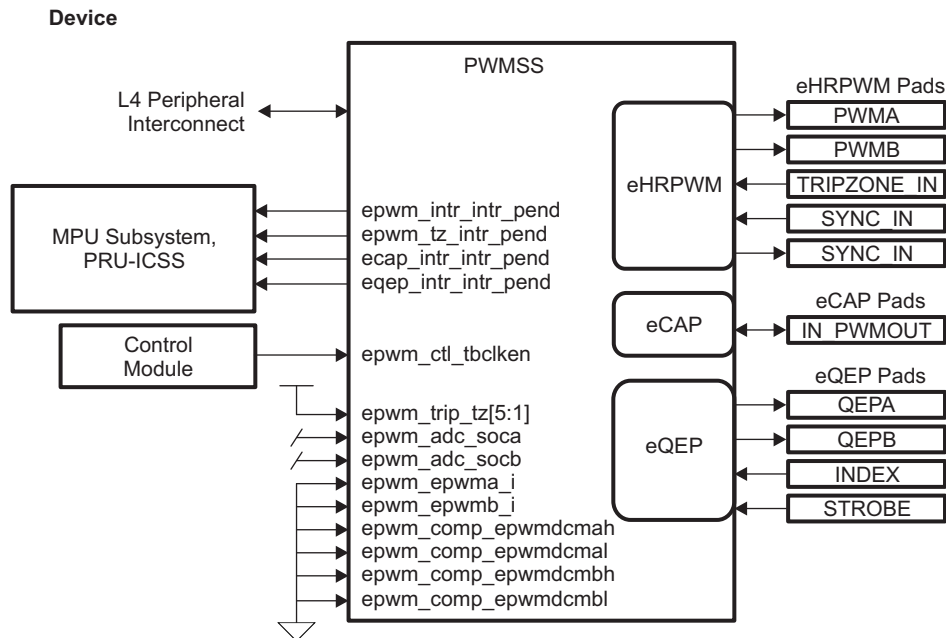 Device
PWMSS
L4 Peripheral
Interconnect
MPU Subsystem,
PRU-ICSS
Control
Module
epwm_intr_intr_pend
epwm_tz_intr_pend
ecap_intr_intr_pend
eqep_intr_intr_pend
epwm_ctl_tbclken
epwm_trip_tz[5:1]
epwm_adc_soca
epwm_adc_socb
epwm_epwma_i
epwm_epwmb_i
epwm_comp_epwmdcmah
epwm_comp_epwmdcmal
epwm_comp_epwmdcmbh
epwm_comp_epwmdcmbl
eHRPWM
eCAP
eQEP
eHRPWM Pads
PWMA
PWMB
TRIPZONE_IN
SYNC_IN
SYNC_IN
eCAP Pads
IN_PWMOUT
eQEP Pads
QEPA
QEPB
INDEX
STROBE